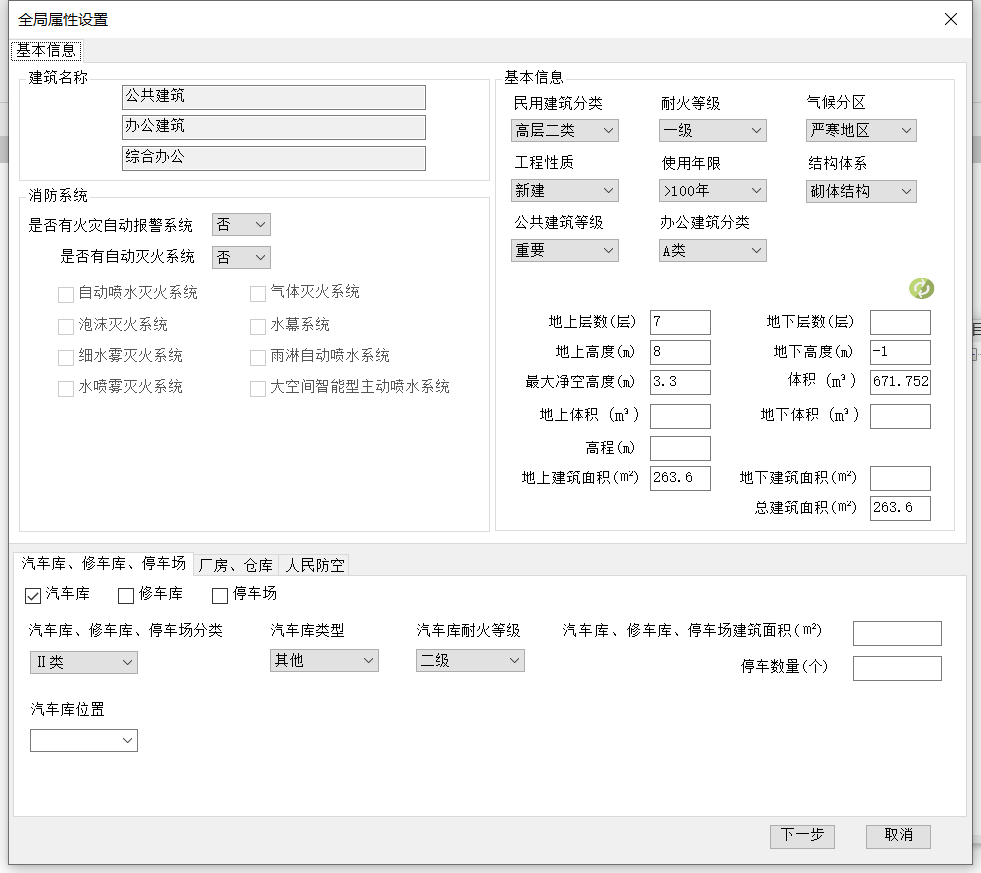 全局属性设置
基本信息
建筑名称
公共建筑
办公建筑
综合办公
消防系统
是否有火灾自动报警系统 否
是否有自动灭火系统 否
自动喷水灭火系统 气体灭火系统
泡沫灭火系统 水幕系统
细水雾灭火系统 雨淋自动喷水系统
水喷雾灭火系统 大空间智能型主动喷水系统
基本信息
民用建筑分类 耐火等级 气候分区
高层二类 一级 严寒地区
工程性质 使用年限 结构体系
新建 >100年 砌体结构
公共建筑等级 办公建筑分类
重要 A类
地上层数(层) 7 地下层数(层)
地上高度(m) 8 地下高度(m) -1
最大净空高度(m) 3.3 体积 (m³) 671.752
地上体积 (m³) 地下体积 (m³)
高程(m)
地上建筑面积(m²) 263.6 地下建筑面积(m²)
总建筑面积(m²) 263.6
汽车库、修车库、停车场 厂房、仓库 人民防空
汽车库 修车库 停车场
汽车库、修车库、停车场分类 汽车库类型 汽车库耐火等级 汽车库、修车库、停车场建筑面积(m²)
Ⅱ类 其他 二级
停车数量(个)
汽车库位置
下一步 取消